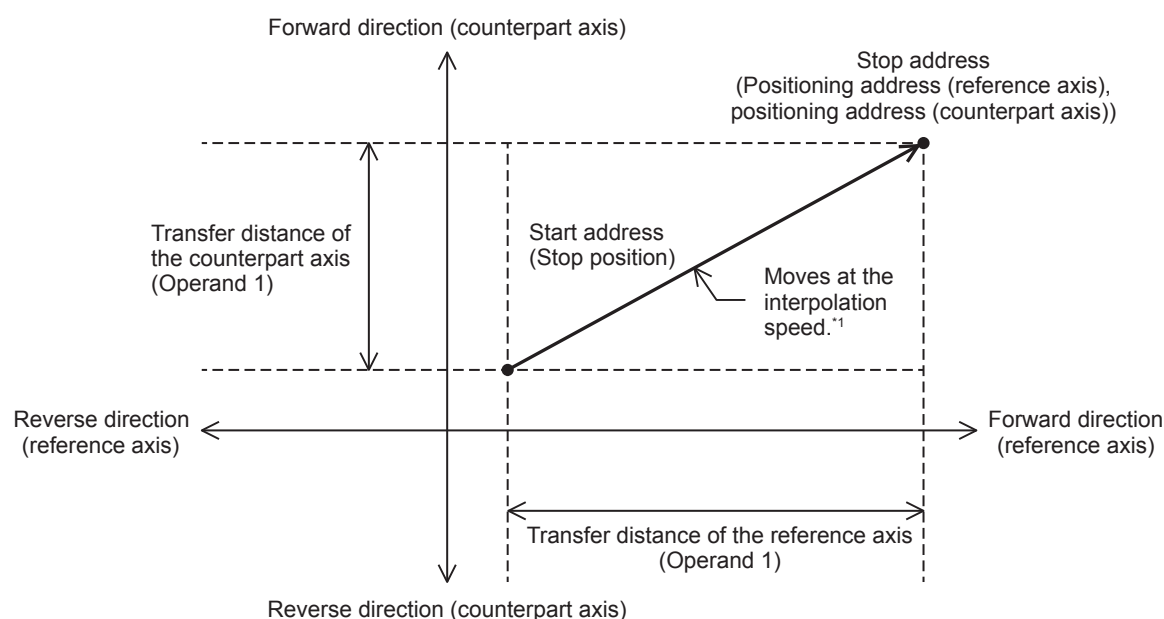 Forward direction (counterpart axis)
Stop address
(Positioning address (reference axis),
positioning address (counterpart axis))
Transfer distance of
the counterpart axis
(Operand 1)
Start address
(Stop position)
Moves at the
interpolation
speed.*1
Reverse direction
(reference axis)
Forward direction
(reference axis)
Transfer distance of the reference axis
(Operand 1)
Reverse direction (counterpart axis)